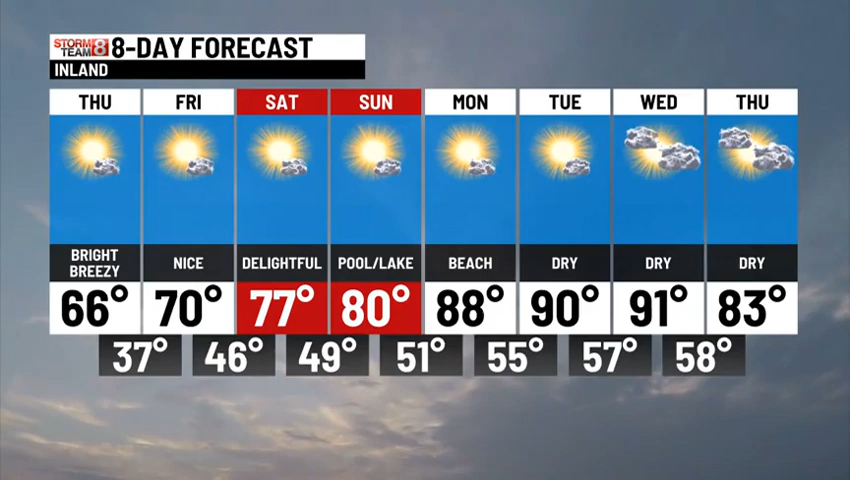 STORM
TEAM 8
8-DAY FORECAST
INLAND
THU FRI SAT SUN MON TUE WED THU
BRIGHT
BREEZY
NICE DELIGHTFUL POOL/LAKE BEACH DRY DRY DRY
66° 70° 77° 80° 88° 90° 91° 83°
37° 46° 49° 51° 55° 57° 58°